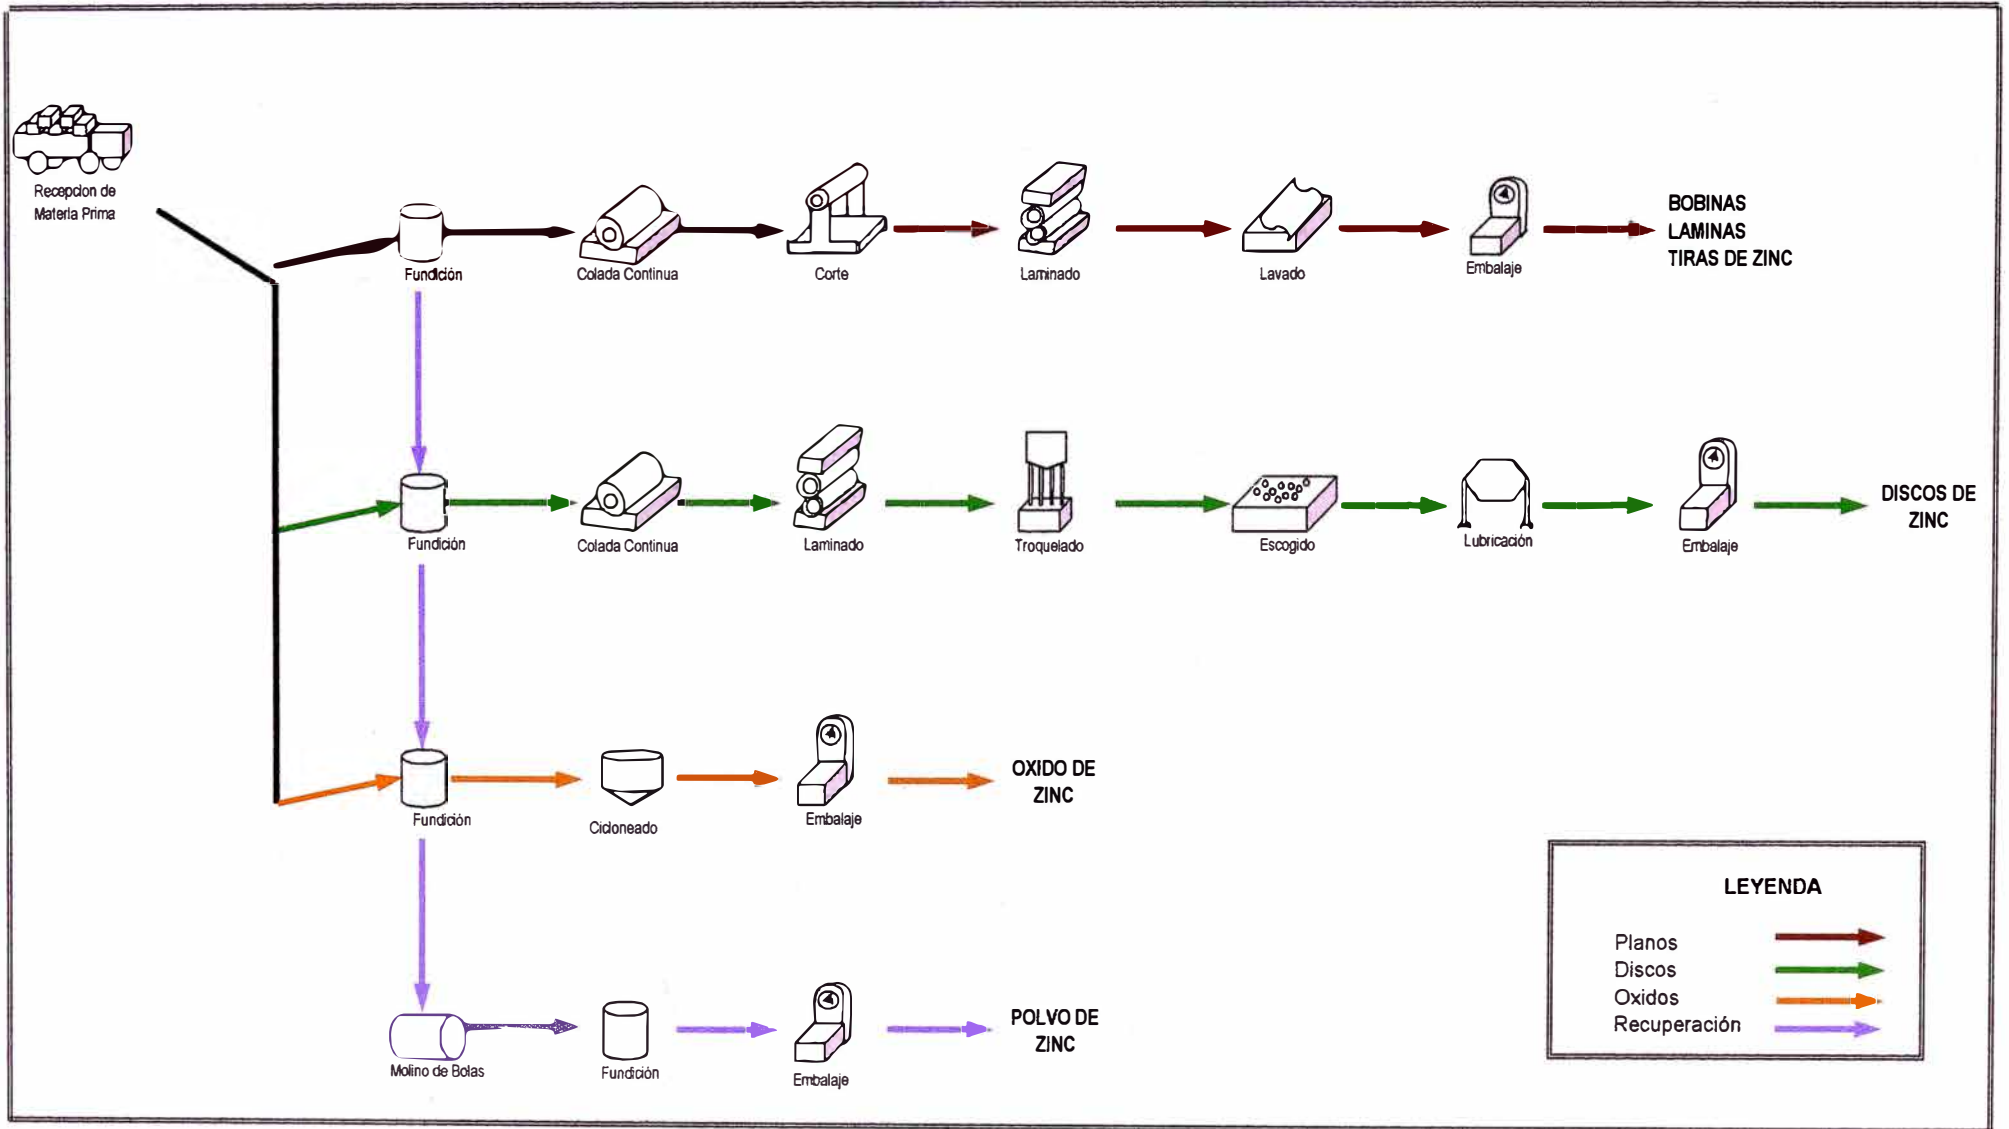 Recepcion de
Materia Prima
Fundición
Colada Continua
Corte
Laminado
Lavado
Embalaje
BOBINAS
LAMINAS
TIRAS DE ZINC
Fundición
Colada Continua
Laminado
Troquelado
Escogido
Lubricación
Embalaje
DISCOS DE
ZINC
Fundición
Cicloneado
Embalaje
OXIDO DE
ZINC
Molino de Bolas
Fundición
Embalaje
POLVO DE
ZINC
LEYENDA
Planos
Discos
Oxidos
Recuperación